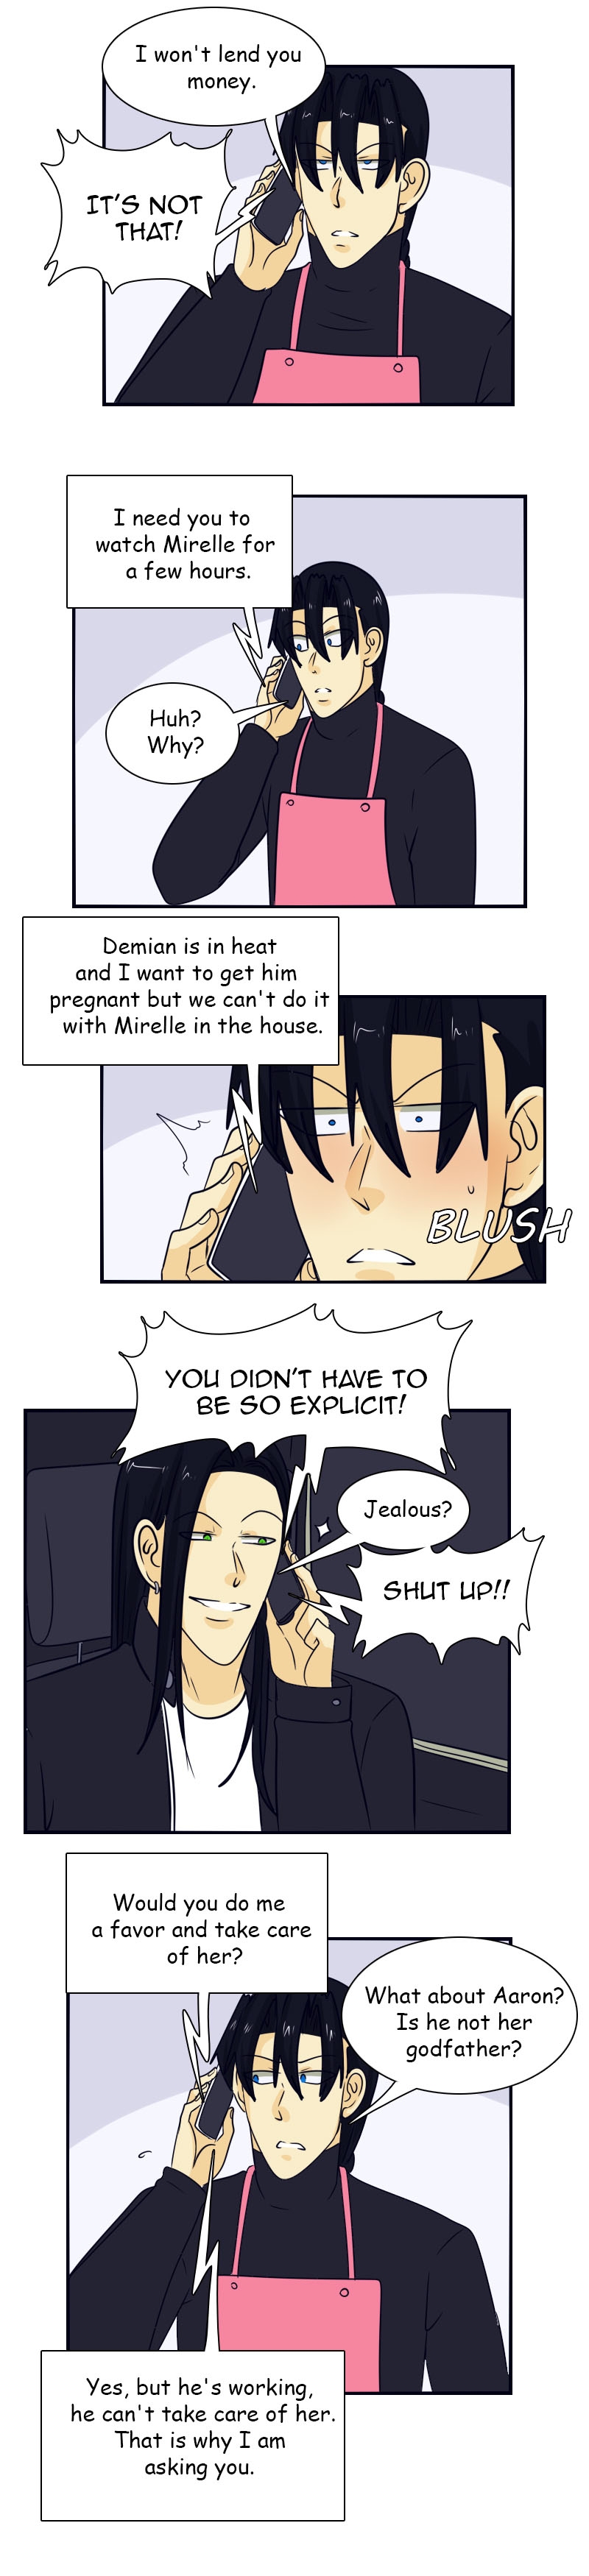 I won't lend you
money.
IT'S NOT
THAT!
I need you to
watch Mirelle for
a few hours.
Huh?
Why?
Demian is in heat
and I want to get him
pregnant but we can't do it
with Mirelle in the house.
BLUSH
YOU DIDN'T HAVE TO
BE SO EXPLICIT!
Jealous?
SHUT UP!!
Would you do me
a favor and take care
of her?
What about Aaron?
Is he not her
godfather?
Yes, but he's working,
he can't take care of her.
That is why I am
asking you.